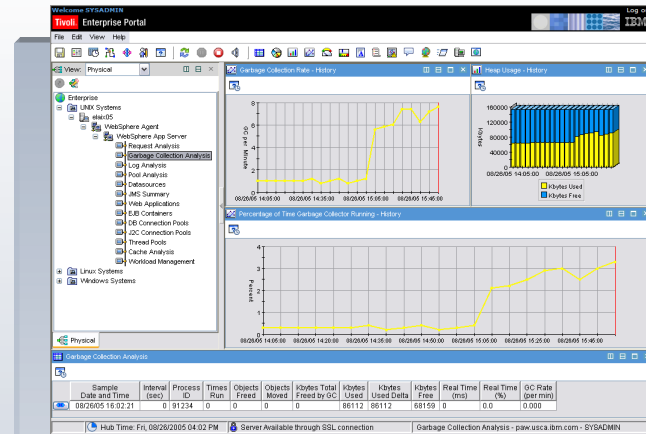 Welcome SYSADMIN
Log o
Tivoli. Enterprise Portal
IBM
File Edit View Help
View: Physical
Enterprise
UNIX Systems
elsix05
WebSphere Agent
WebSphere App Server
Request Analysis
Garbage Collection Analysis
Log Analysis
Pool Analysis
Datasources
JMS Summary
Web Applications
EJB Containers
DB Connection Pools
J2C Connection Pools
Thread Pools
Cache Analysis
Workload Management
Linux Systems
Windows Systems
Physical
Garbage Collection Rate - History
GC per Minute
8
6
4
2
0
08/26/05 14:05:00 08/26/05 14:35:00 08/26/05 15:05:00 08/26/05 15:45:00
Heap Usage - History
Kbytes
160000
120000
80000
40000
0
08/26/05 14:05:00 08/26/05 15:05:00
Kbytes Used
Kbytes Free
Percentage of Time Garbage Collector Running - History
Percent
4
3
2
1
0
08/26/05 14:05:00 08/26/05 14:20:00 08/26/05 14:35:00 08/26/05 14:50:00 08/26/05 15:05:00 08/26/05 15:25:00 08/26/05 15:45:00
Garbage Collection Analysis
Sample Date and Time Interval (sec) Process ID Times Run Objects Freed Objects Moved Kbytes Total Freed by GC Kbytes Used Kbytes Used Delta Kbytes Free Real Time (ms) Real Time (%) GC Rate (per min)
08/26/05 16:02:21 0 91234 0 0 0 0 86112 86112 68159 0 0.0 0.000
Hub Time: Fri, 08/26/2005 04:02 PM Server Available through SSL connection Garbage Collection Analysis - paw.usca.ibm.com - SYSADMIN